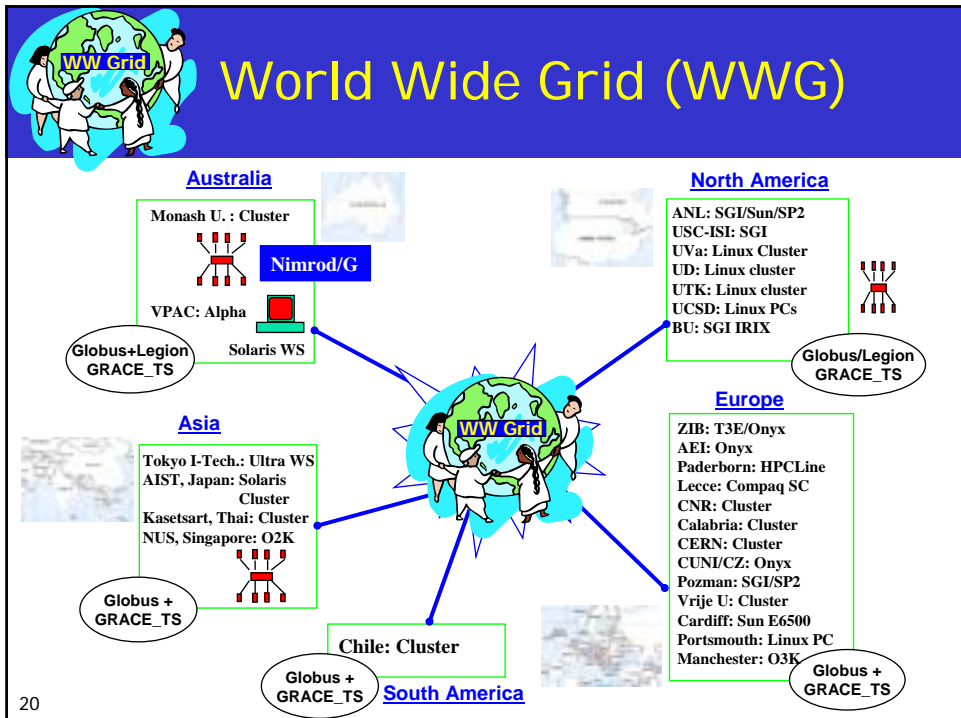 WW Grid
World Wide Grid (WWG)
Australia
Monash U. : Cluster
Nimrod/G
VPAC: Alpha
Solaris WS
Globus+Legion
GRACE_TS
North America
ANL: SGI/Sun/SP2
USC-ISI: SGI
UVa: Linux Cluster
UD: Linux cluster
UTK: Linux cluster
UCSD: Linux PCs
BU: SGI IRIX
Globus/Legion
GRACE_TS
WW Grid
Asia
Tokyo I-Tech.: Ultra WS
AIST, Japan: Solaris
Cluster
Kasetsart, Thai: Cluster
NUS, Singapore: O2K
Globus +
GRACE_TS
Europe
ZIB: T3E/Onyx
AEI: Onyx
Paderborn: HPCLine
Lecce: Compaq SC
CNR: Cluster
Calabria: Cluster
CERN: Cluster
CUNI/CZ: Onyx
Pozman: SGI/SP2
Vrije U: Cluster
Cardiff: Sun E6500
Portsmouth: Linux PC
Manchester: O3K
Globus +
GRACE_TS
Chile: Cluster
Globus +
GRACE_TS
South America
20